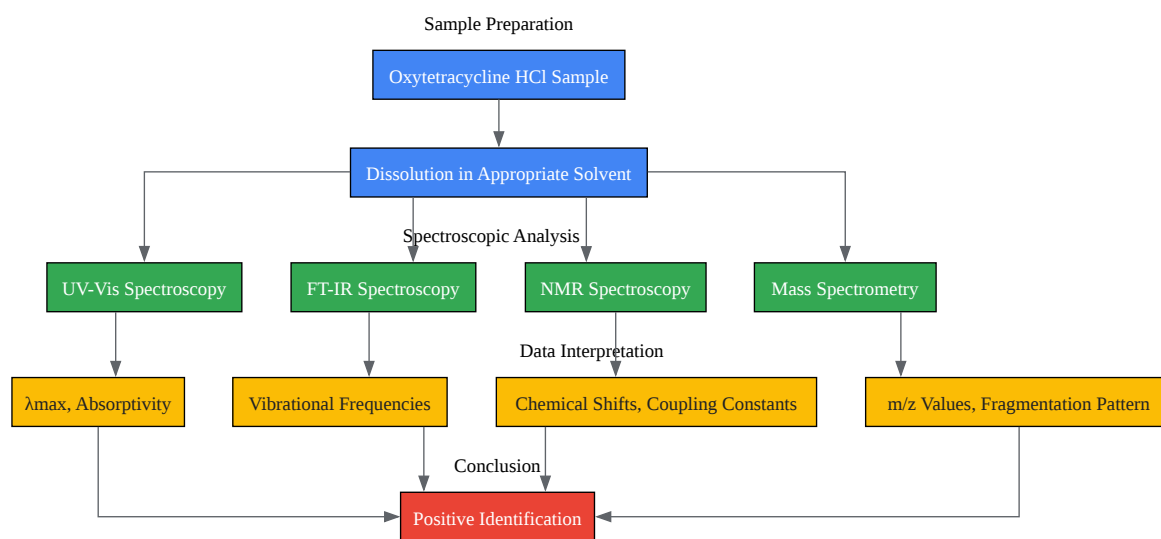 Sample Preparation
Oxytetracycline HCl Sample
Dissolution in Appropriate Solvent
Spectroscopic Analysis
UV-Vis Spectroscopy
FT-IR Spectroscopy
NMR Spectroscopy
Mass Spectrometry
Data Interpretation
λmax, Absorptivity
Vibrational Frequencies
Chemical Shifts, Coupling Constants
m/z Values, Fragmentation Pattern
Conclusion
Positive Identification